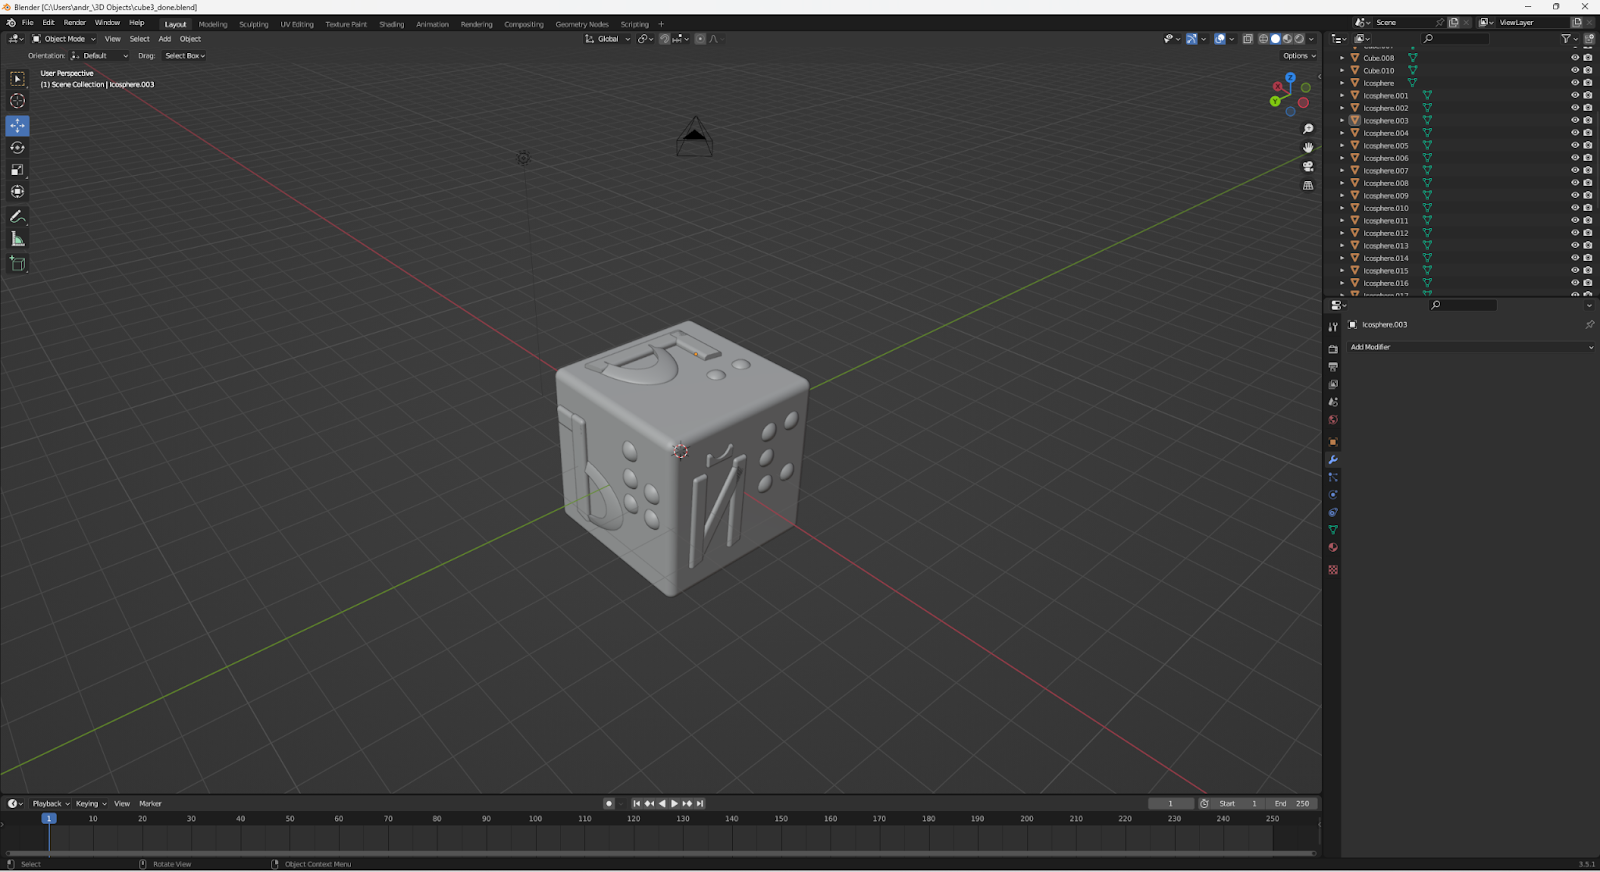 Blender [C:\Users\andr_\3D Objects\cube3_done.blend]
File Edit Render Window Help Layout Modeling Sculpting UV Editing Texture Paint Shading Animation Rendering Compositing Geometry Nodes Scripting + Scene ViewLayer
Object Mode View Select Add Object Global
Orientation: Default Drag: Select Box Options
User Perspective
(1) Scene Collection | Icosphere.003
Z
Y
Й
Cube.008
Cube.010
Icosphere
Icosphere.001
Icosphere.002
Icosphere.003
Icosphere.004
Icosphere.005
Icosphere.006
Icosphere.007
Icosphere.008
Icosphere.009
Icosphere.010
Icosphere.011
Icosphere.012
Icosphere.013
Icosphere.014
Icosphere.015
Icosphere.016
Icosphere.003
Add Modifier
Playback Keying View Marker 1 Start 1 End 250
1 10 20 30 40 50 60 70 80 90 100 110 120 130 140 150 160 170 180 190 200 210 220 230 240 250
Select Rotate View Object Context Menu 3.5.1